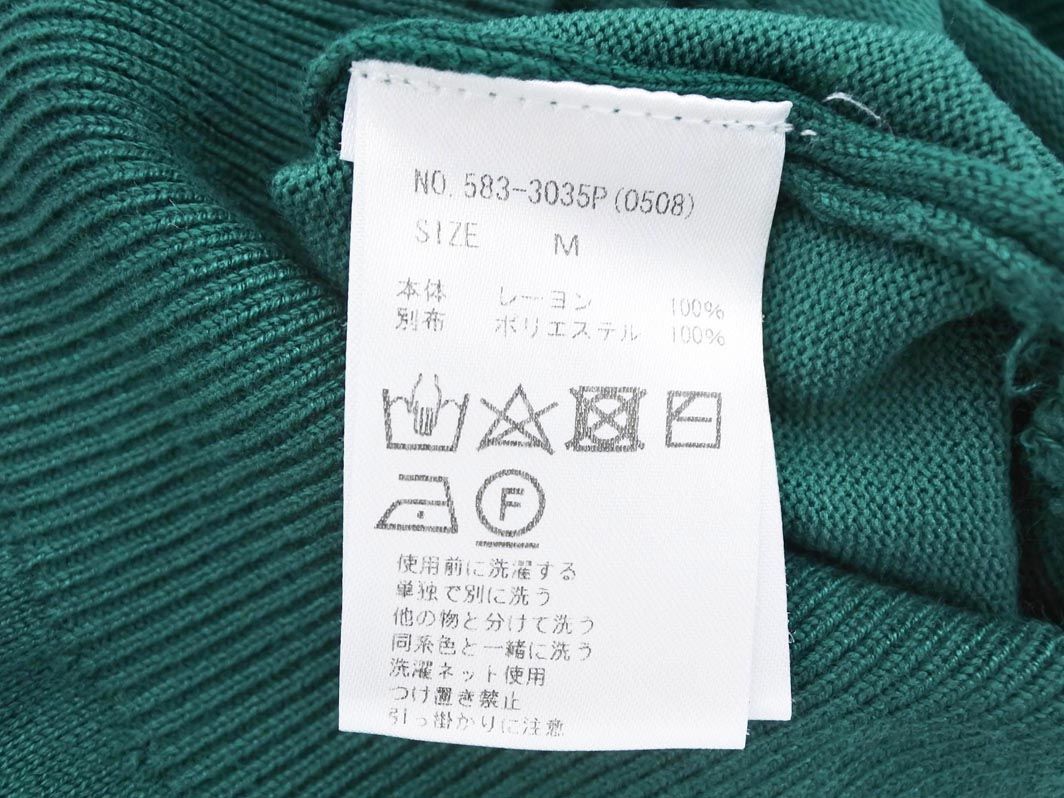 NO. 583-3035P(0508)
SIZE M
本体 レーヨン 100%
別布 ポリエステル 100%
F
使用前に洗濯する
単独で別に洗う
他の物と分けて洗う
同系色と一緒に洗う
洗濯ネット使用
つけ置き禁止
引っ掛かりに注意